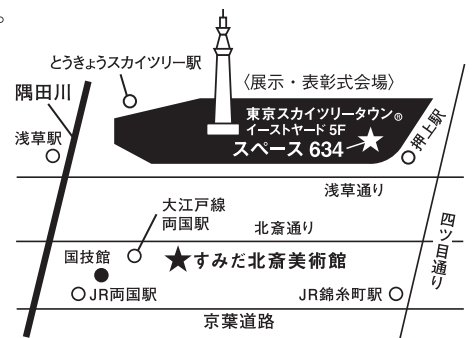 。
とうきょうスカイツリー駅
〈展示・表彰式会場〉
隅田川
東京スカイツリータウン®
イーストヤード5F
スペース 634
浅草駅
押上駅
浅草通り
大江戸線
両国駅
北斎通り
四ツ目通り
国技館
★すみだ北斎美術館
JR両国駅
JR錦糸町駅
京葉道路